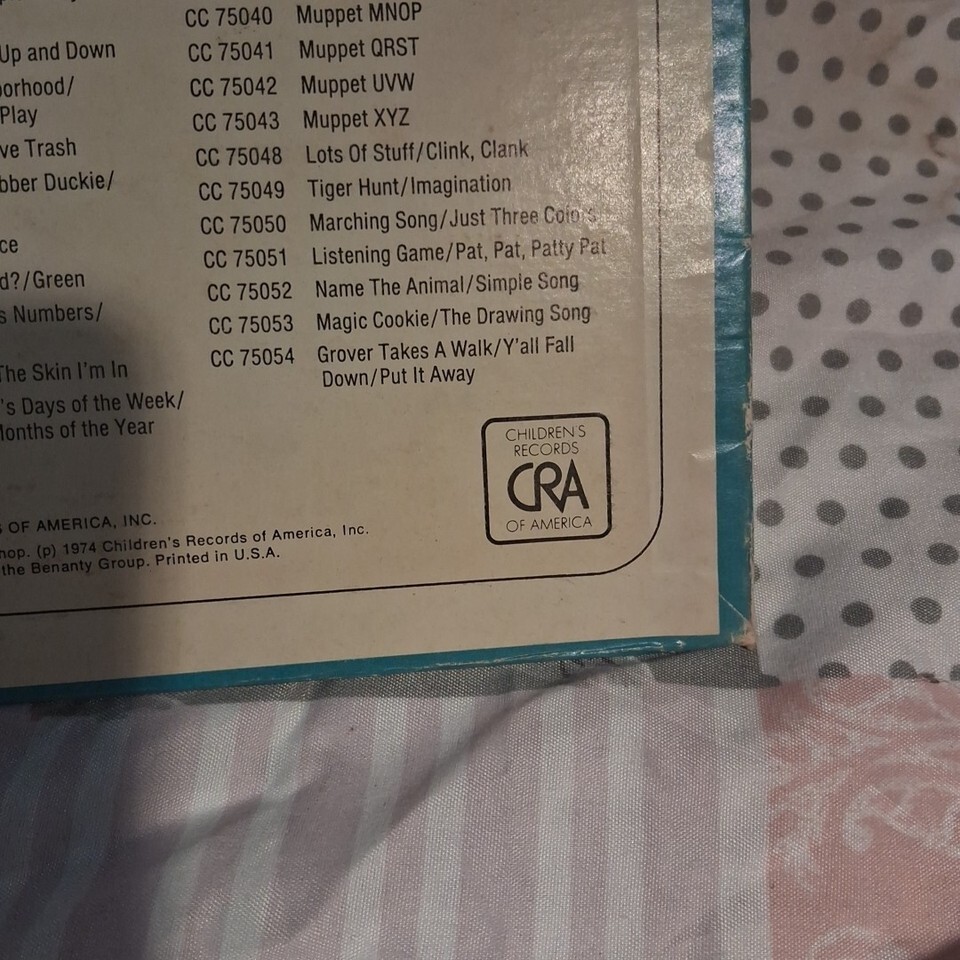 Up and Down
borhood/
Play
ve Trash
bber Duckie/
ce
d?/Green
s Numbers/
The Skin I'm In
's Days of the Week/
Months of the Year
CC 75040 Muppet MNOP
CC 75041 Muppet QRST
CC 75042 Muppet UVW
CC 75043 Muppet XYZ
CC 75048 Lots Of Stuff/Clink, Clank
CC 75049 Tiger Hunt/Imagination
CC 75050 Marching Song/Just Three Colors
CC 75051 Listening Game/Pat, Pat, Patty Pat
CC 75052 Name The Animal/Simple Song
CC 75053 Magic Cookie/The Drawing Song
CC 75054 Grover Takes A Walk/Y'all Fall
Down/Put It Away
CHILDREN'S
RECORDS
CRA
OF AMERICA
S OF AMERICA, INC.
hop. (p) 1974 Children's Records of America, Inc.
the Benanty Group. Printed in U.S.A.